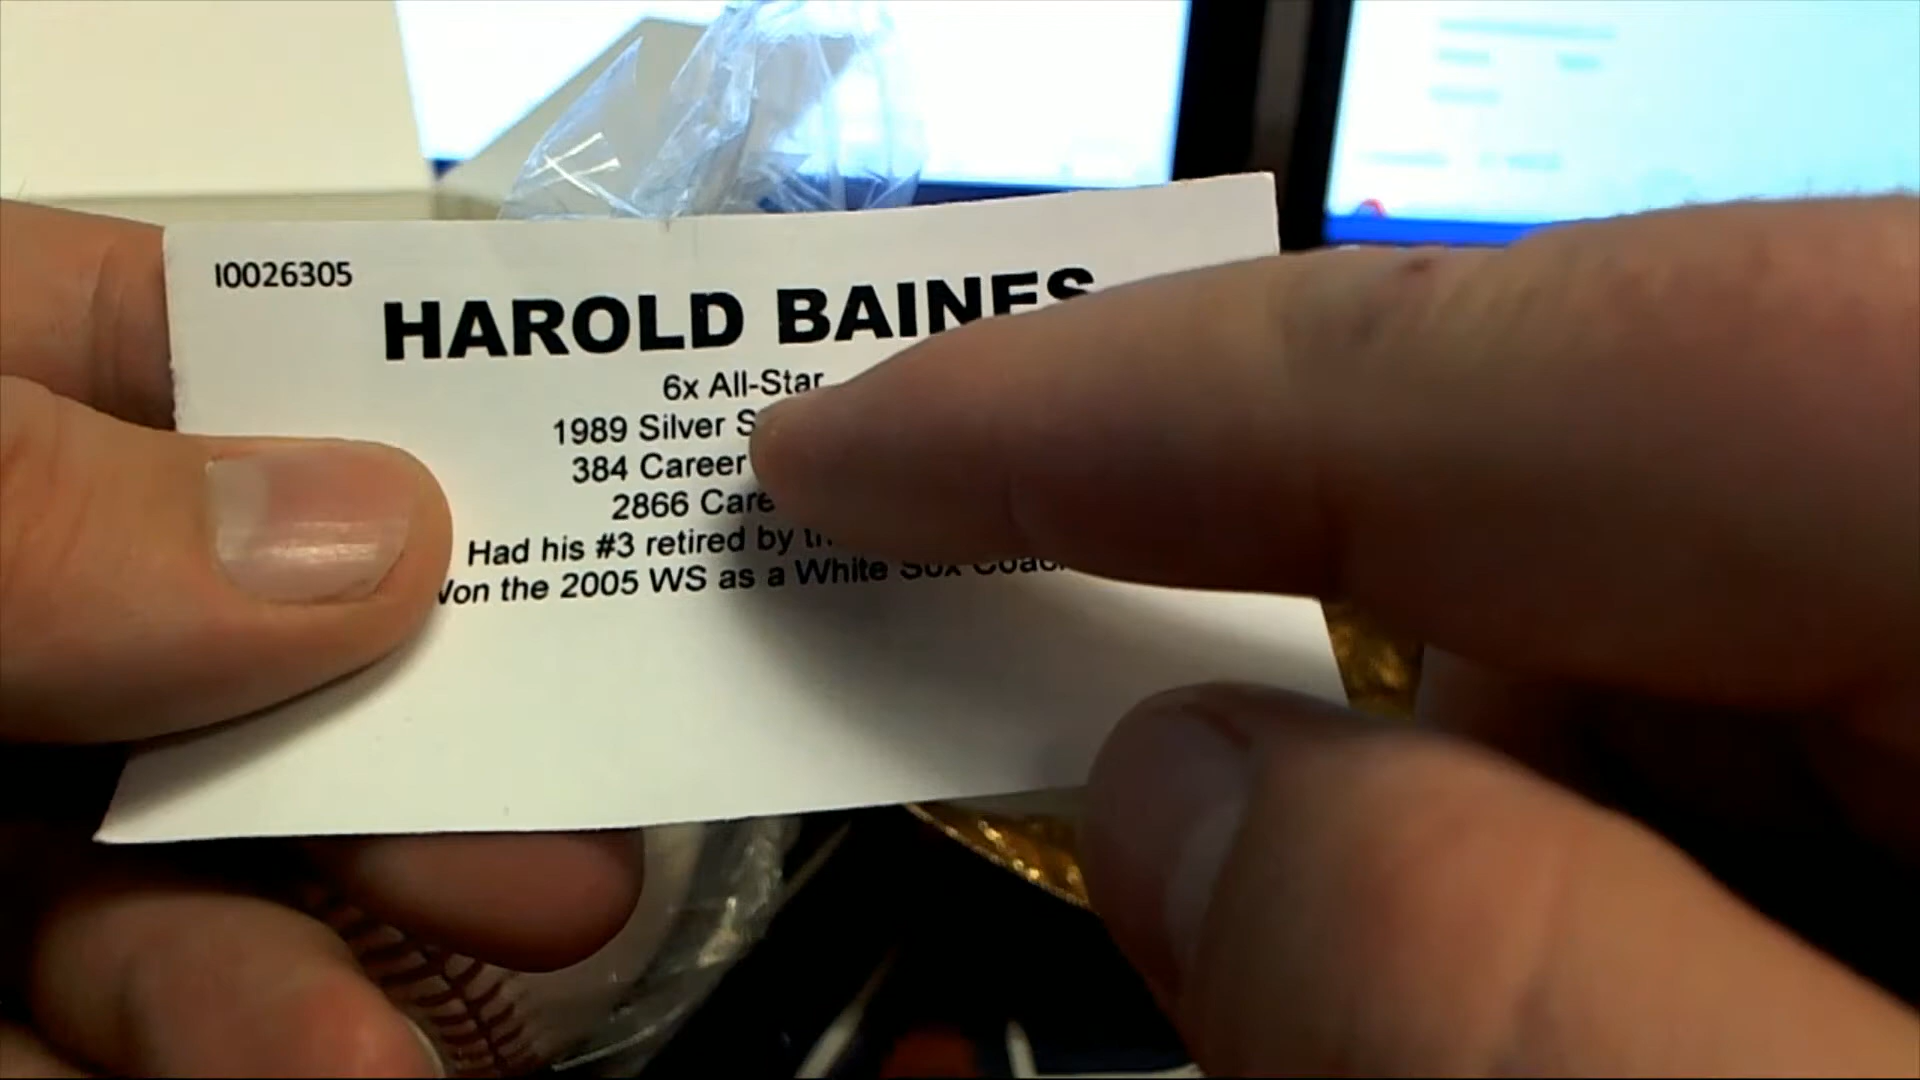 I0026305
HAROLD BAINES
6x All-Star
1989 Silver S
384 Career
2866 Care
Had his #3 retired by
Won the 2005 WS as a White Sox Coach